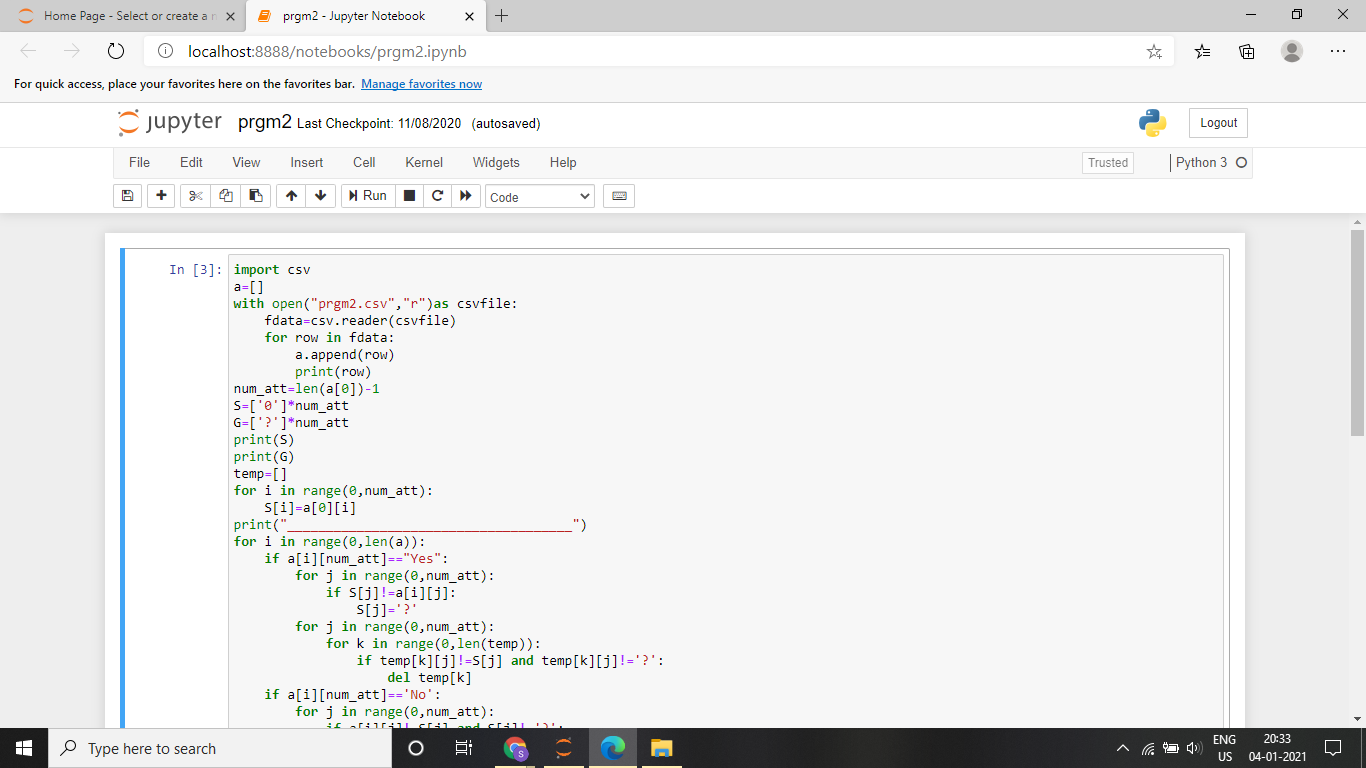 Home Page - Select or create a n
prgm2 - Jupyter Notebook
localhost:8888/notebooks/prgm2.ipynb
For quick access, place your favorites here on the favorites bar. Manage favorites now
jupyter prgm2 Last Checkpoint: 11/08/2020 (autosaved)
Logout
File Edit View Insert Cell Kernel Widgets Help
Trusted
Python 3
Run
Code
In [3]: import csv
a=[]
with open("prgm2.csv","r")as csvfile:
    fdata=csv.reader(csvfile)
    for row in fdata:
        a.append(row)
        print(row)
num_att=len(a[0])-1
S=['0']*num_att
G=['?']*num_att
print(S)
print(G)
temp=[]
for i in range(0,num_att):
    S[i]=a[0][i]
print("_____________________________________")
for i in range(0,len(a)):
    if a[i][num_att]=="Yes":
        for j in range(0,num_att):
            if S[j]!=a[i][j]:
                S[j]='?'
        for j in range(0,num_att):
            for k in range(0,len(temp)):
                if temp[k][j]!=S[j] and temp[k][j]!='?':
                    del temp[k]
    if a[i][num_att]=='No':
        for j in range(0,num_att):
            if a[i][j]!=S[j] and S[j]!='?':
Type here to search
S
ENG
US
20:33
04-01-2021